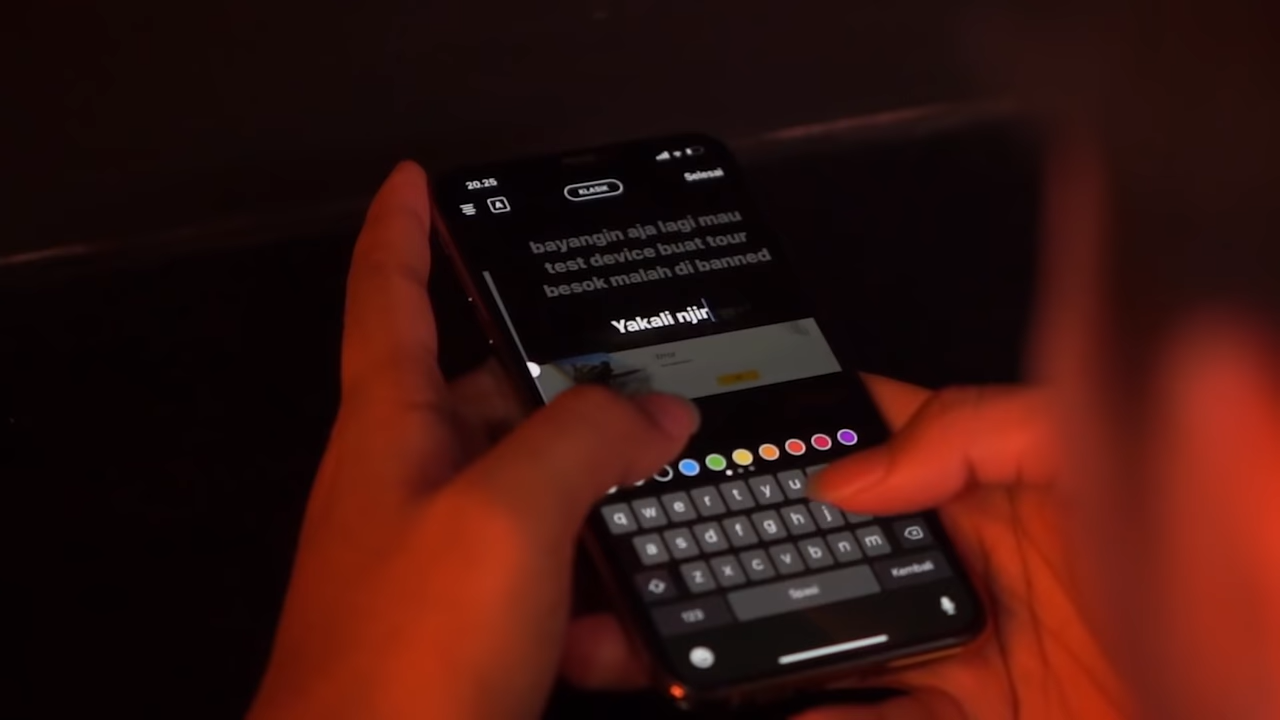 20.25
KLASIK
Selesai
A
bayangin aja lagi mau
test device buat tour
besok malah di banned
Yakali njir
q w e r t y u
a s d f g h j
z x c v b n m
123
Spasi
Kembali